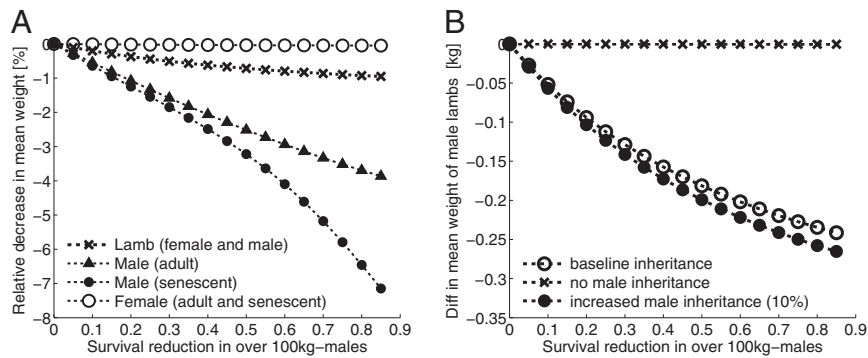 A
Relative decrease in mean weight [%]
0
−1
−2
−3
−4
−5
−6
−7
−8
Lamb (female and male)
Male (adult)
Male (senescent)
Female (adult and senescent)
0 0.1 0.2 0.3 0.4 0.5 0.6 0.7 0.8 0.9
Survival reduction in over 100kg−males
B
Diff in mean weight of male lambs [kg]
0
−0.05
−0.1
−0.15
−0.2
−0.25
−0.3
−0.35
baseline inheritance
no male inheritance
increased male inheritance (10%)
0 0.1 0.2 0.3 0.4 0.5 0.6 0.7 0.8 0.9
Survival reduction in over 100kg−males